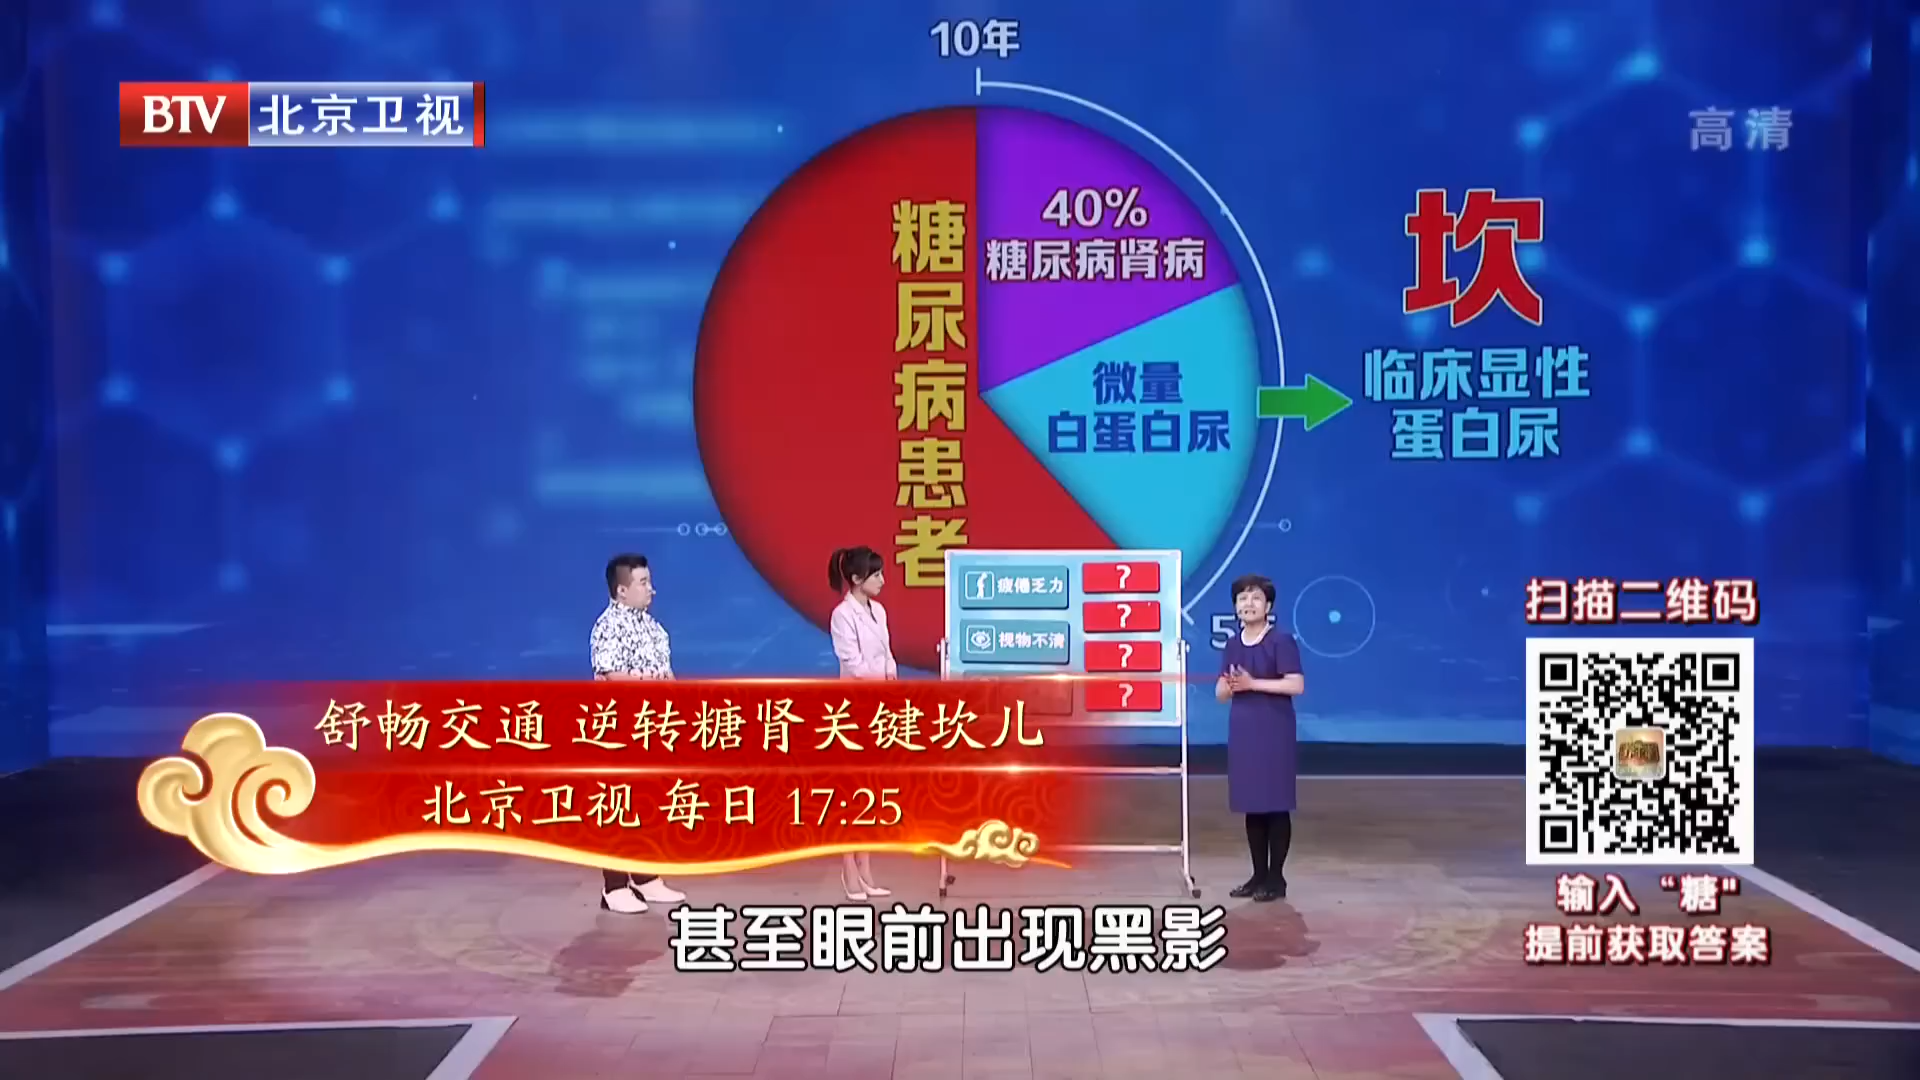 10年
BTV 北京卫视
高清
40%
糖尿病肾病
糖尿病患者
微量
白蛋白尿
坎
临床显性
蛋白尿
疲倦乏力
视物不清
?
?
?
?
扫描二维码
舒畅交通 逆转糖肾关键坎儿
北京卫视 每日 17:25
输入“糖"
提前获取答案
甚至眼前出现黑影